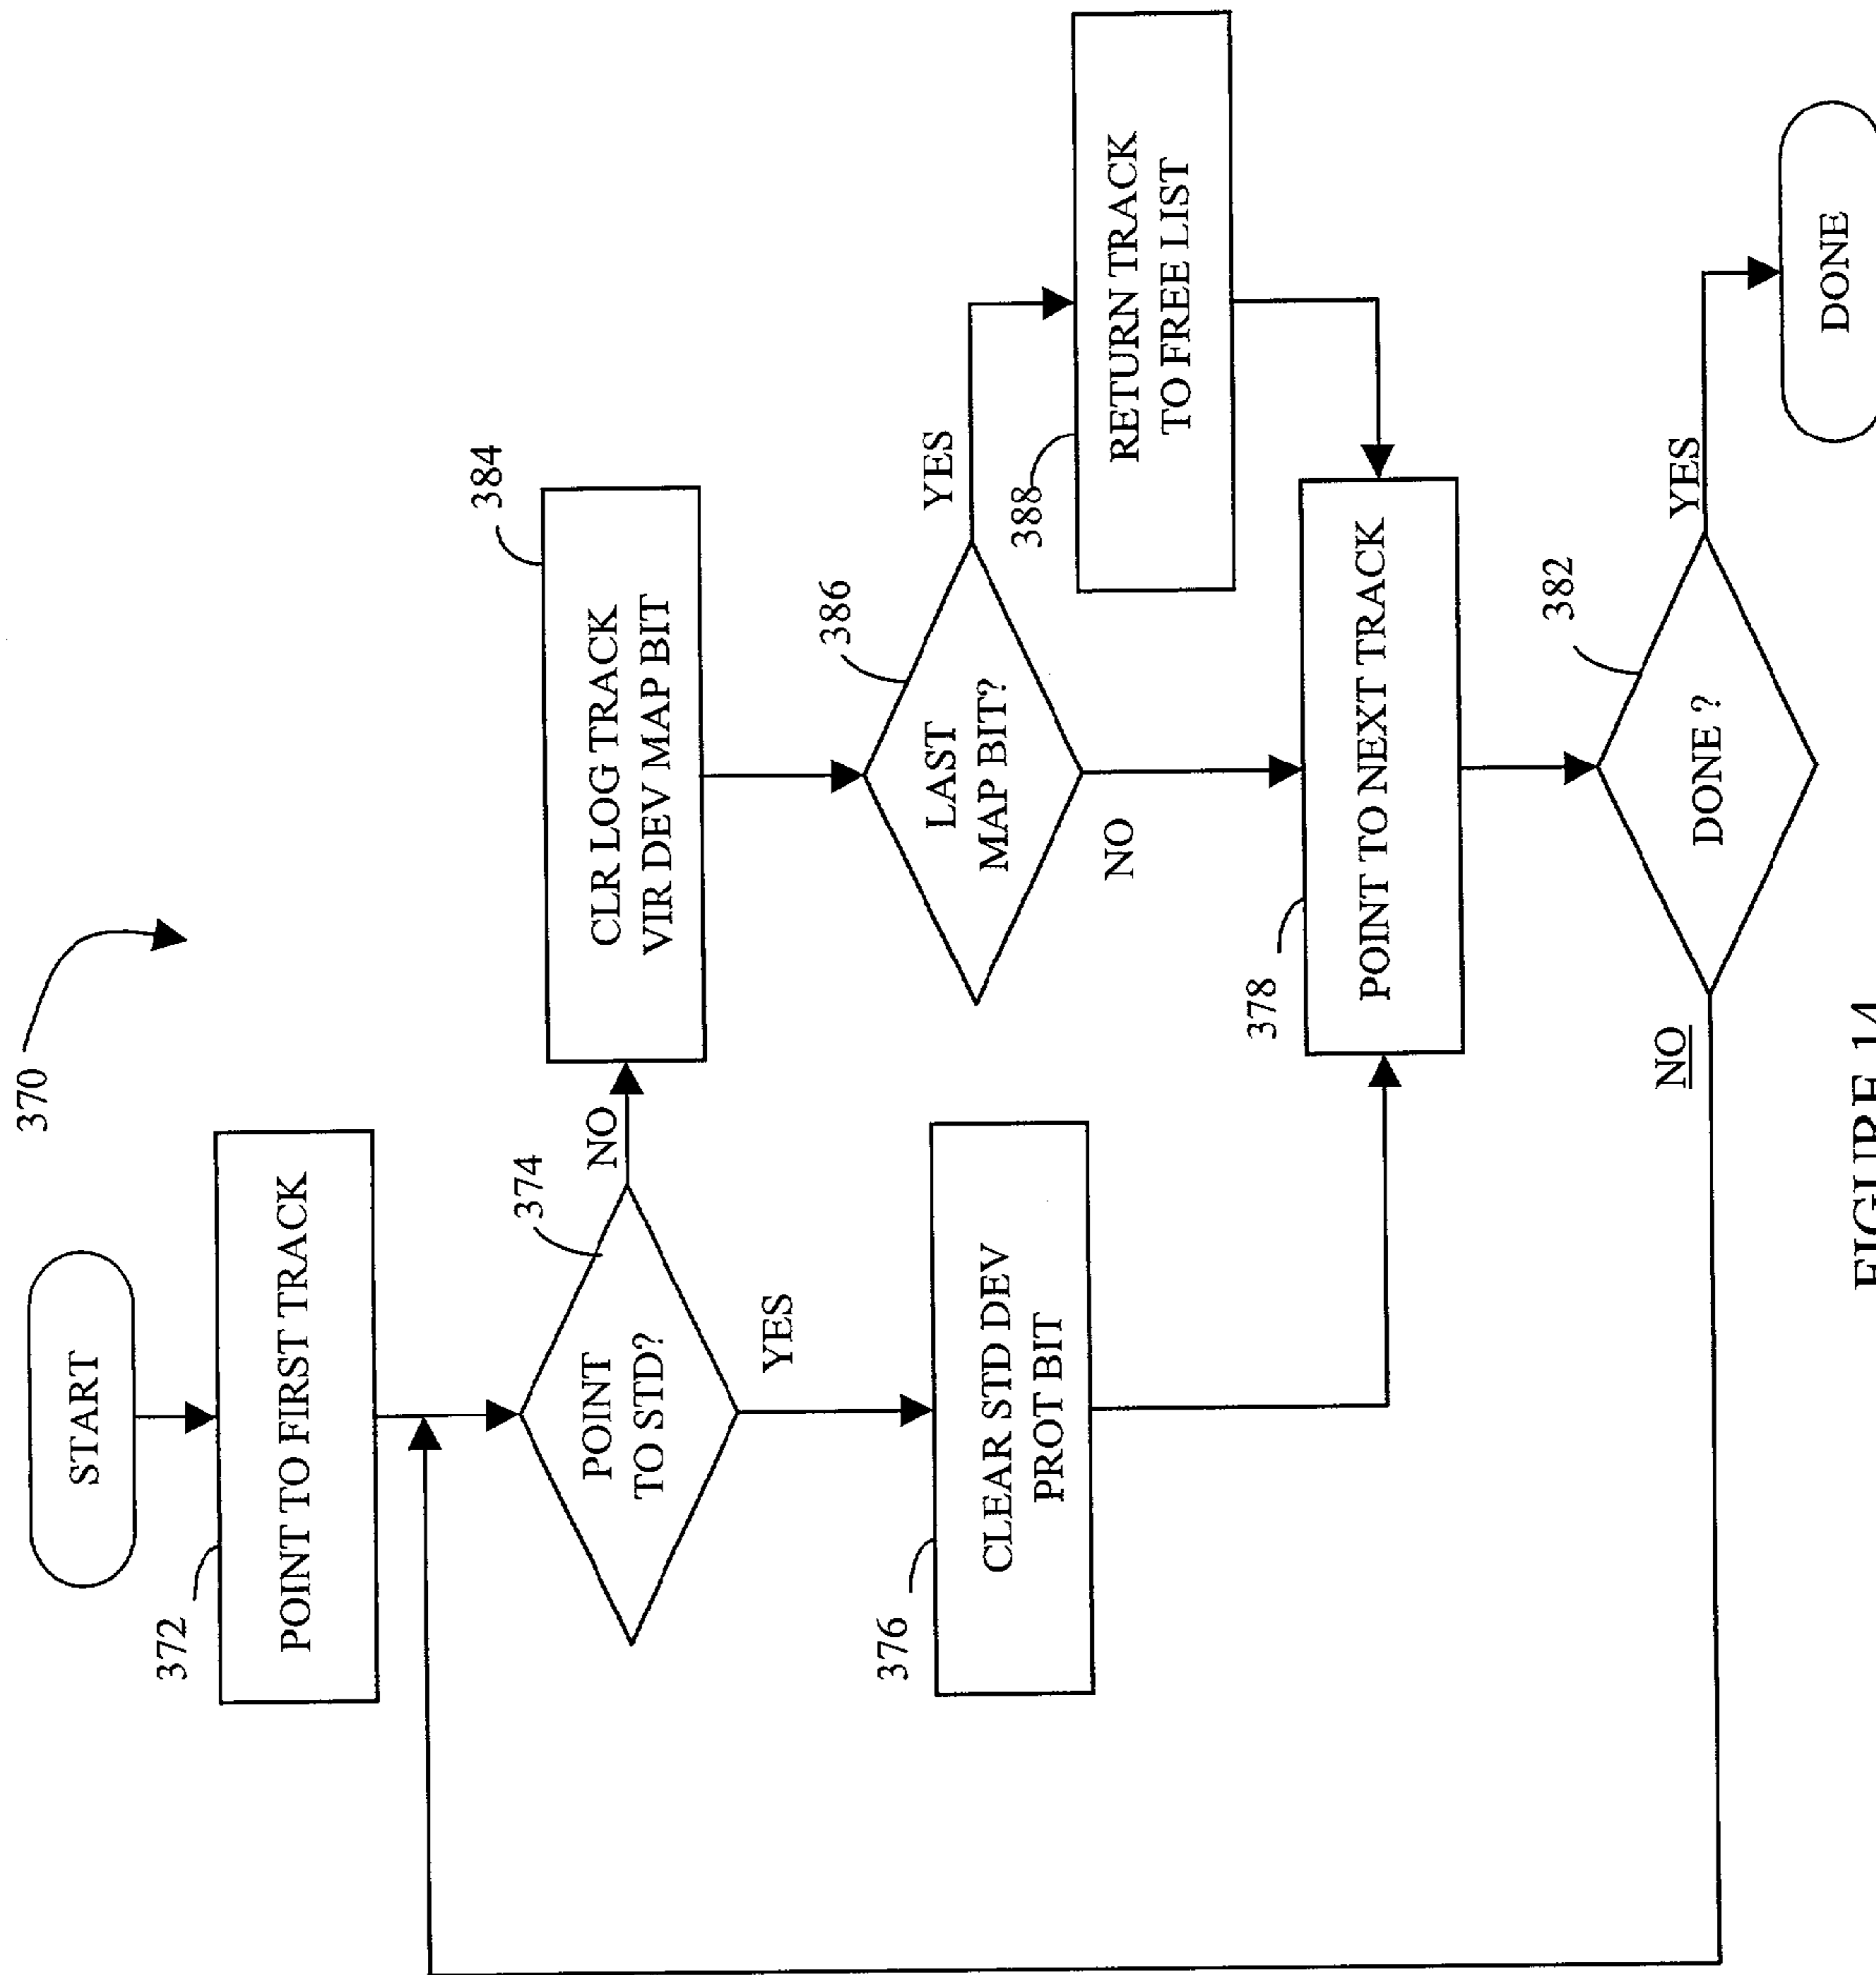 370
START
372
POINT TO FIRST TRACK
374
POINT
TO STD?
NO
YES
384
CLR LOG TRACK
VIR DEV MAP BIT
376
CLEAR STD DEV
PROT BIT
386
LAST
MAP BIT?
YES
NO
388
RETURN TRACK
TO FREE LIST
378
POINT TO NEXT TRACK
382
DONE ?
NO
YES
DONE
FIGURE 14